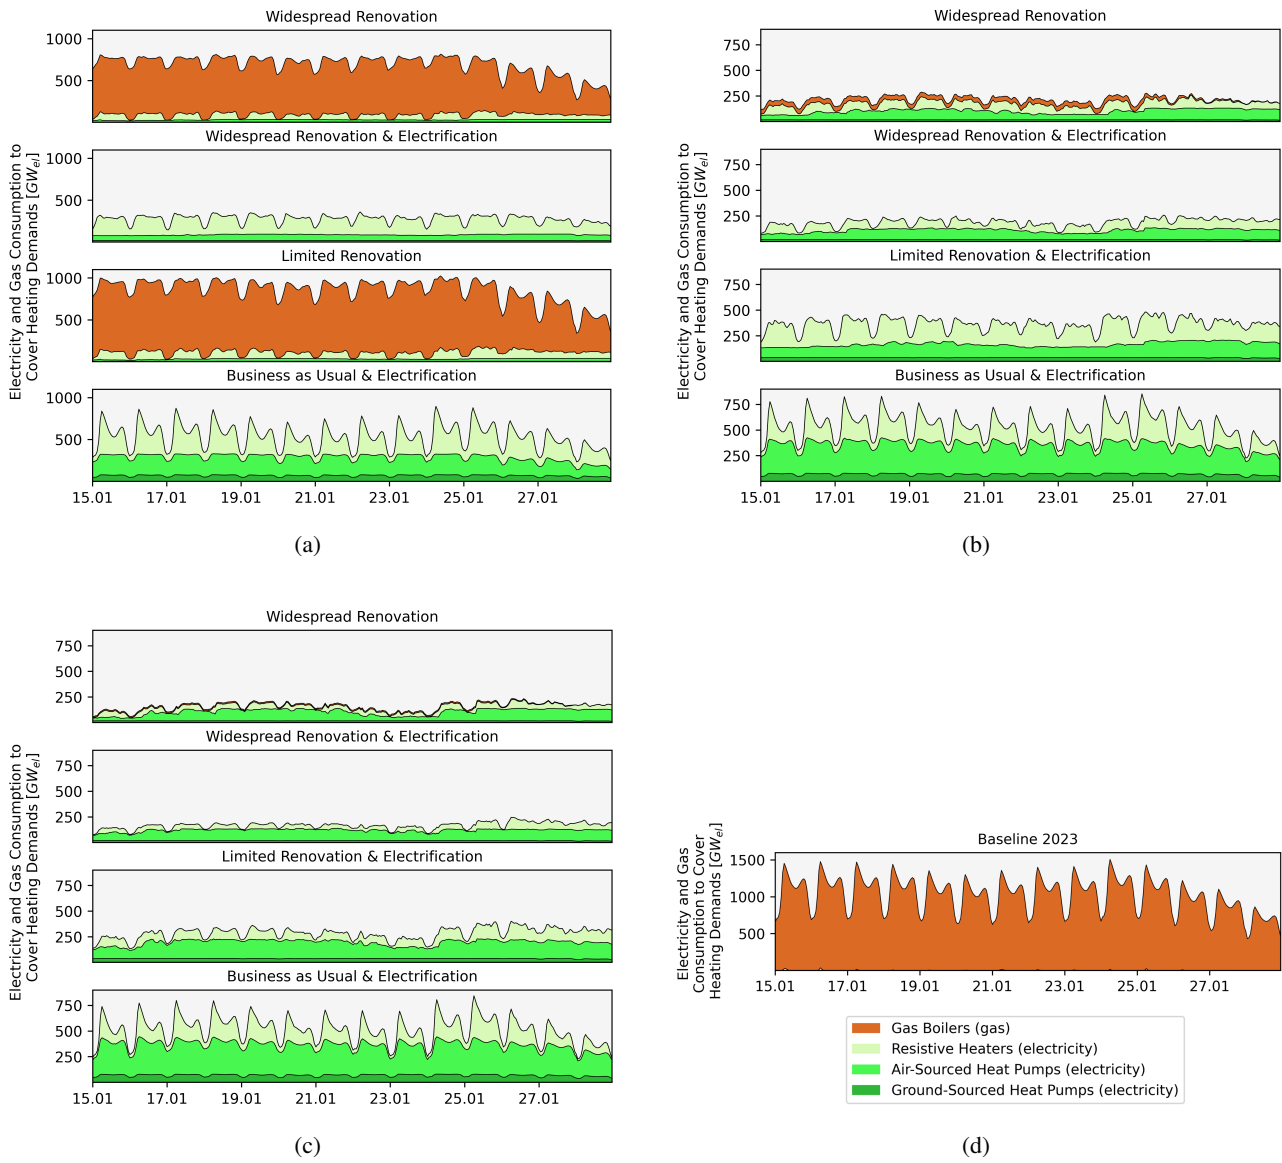 Widespread Renovation
1000
500
Widespread Renovation & Electrification
1000
500
Limited Renovation
1000
500
Business as Usual & Electrification
1000
500
15.01 17.01 19.01 21.01 23.01 25.01 27.01
Electricity and Gas Consumption to
Cover Heating Demands [GW_el]
(a)
Widespread Renovation
750
500
250
Widespread Renovation & Electrification
750
500
250
Limited Renovation & Electrification
750
500
250
Business as Usual & Electrification
750
500
250
15.01 17.01 19.01 21.01 23.01 25.01 27.01
Electricity and Gas Consumption to
Cover Heating Demands [GW_el]
(b)
Widespread Renovation
750
500
250
Widespread Renovation & Electrification
750
500
250
Limited Renovation & Electrification
750
500
250
Business as Usual & Electrification
750
500
250
15.01 17.01 19.01 21.01 23.01 25.01 27.01
Electricity and Gas Consumption to
Cover Heating Demands [GW_el]
(c)
Baseline 2023
1500
1000
500
15.01 17.01 19.01 21.01 23.01 25.01 27.01
Electricity and Gas
Consumption to Cover
Heating Demands [GW_el]
Gas Boilers (gas)
Resistive Heaters (electricity)
Air-Sourced Heat Pumps (electricity)
Ground-Sourced Heat Pumps (electricity)
(d)